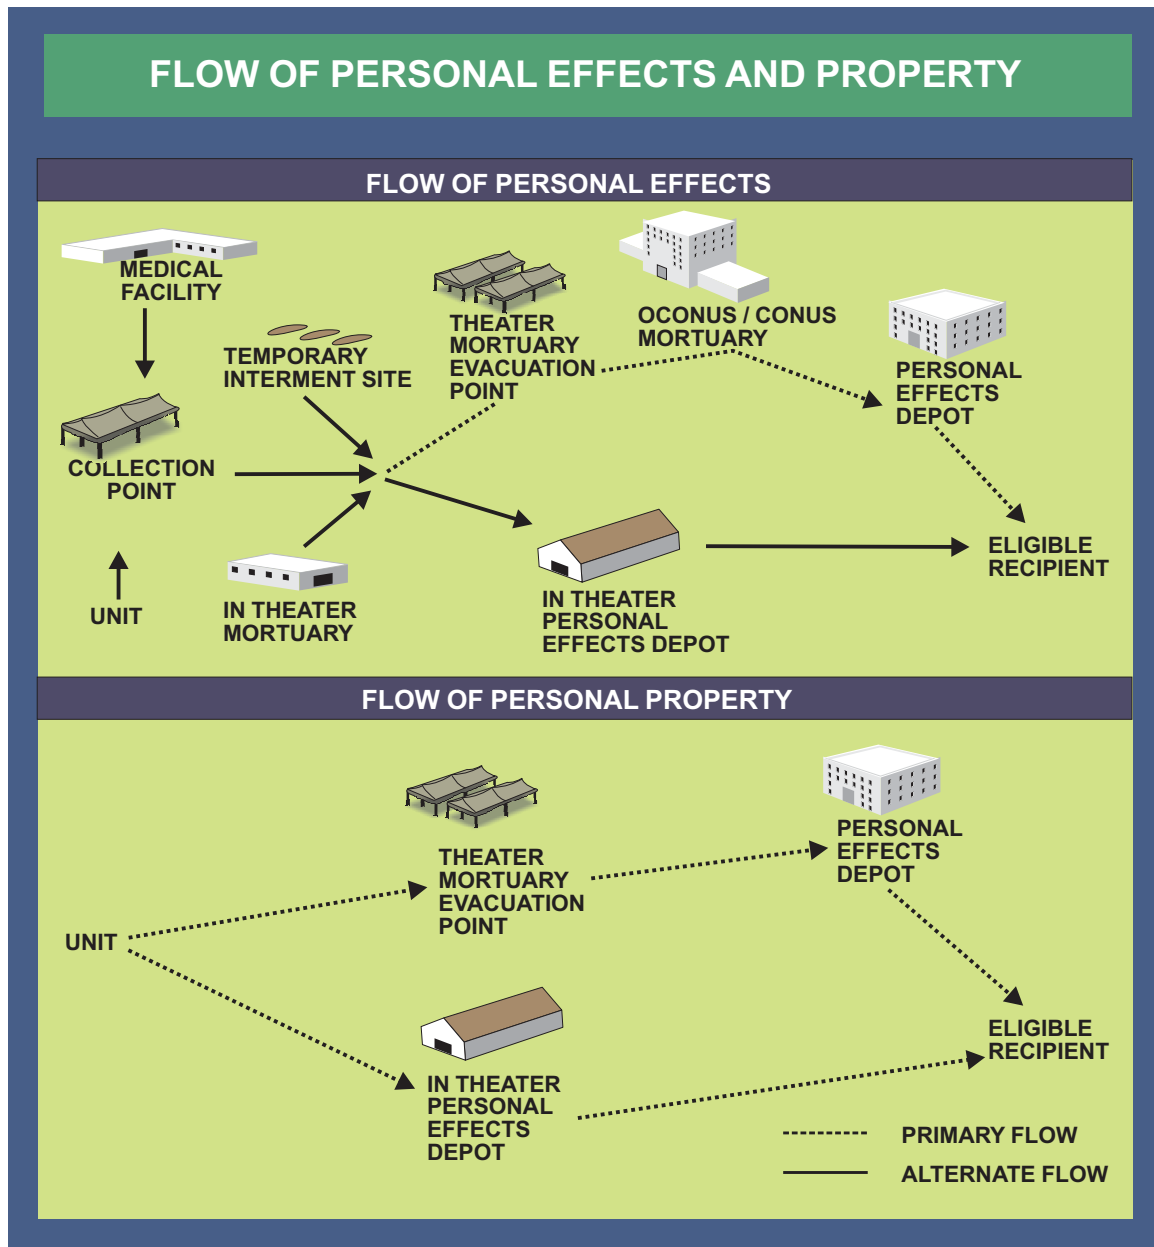 FLOW OF PERSONAL EFFECTS AND PROPERTY
FLOW OF PERSONAL EFFECTS
MEDICAL
FACILITY
TEMPORARY
INTERMENT SITE
THEATER
MORTUARY
EVACUATION
POINT
OCONUS / CONUS
MORTUARY
PERSONAL
EFFECTS
DEPOT
COLLECTION
POINT
UNIT
IN THEATER
MORTUARY
IN THEATER
PERSONAL
EFFECTS DEPOT
ELIGIBLE
RECIPIENT
FLOW OF PERSONAL PROPERTY
THEATER
MORTUARY
EVACUATION
POINT
PERSONAL
EFFECTS
DEPOT
UNIT
IN THEATER
PERSONAL
EFFECTS
DEPOT
ELIGIBLE
RECIPIENT
PRIMARY FLOW
ALTERNATE FLOW